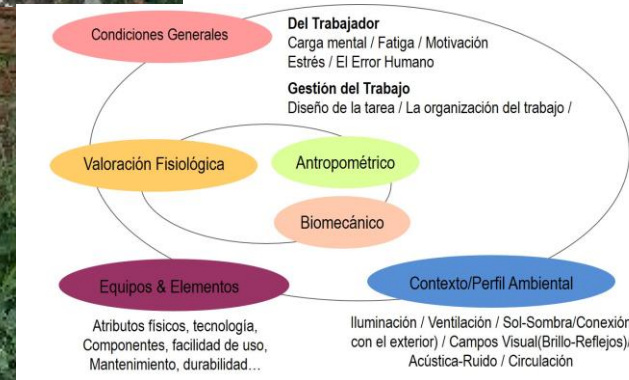 Condiciones Generales
Del Trabajador
Carga mental / Fatiga / Motivación
Estrés / El Error Humano
Gestión del Trabajo
Diseño de la tarea / La organización del trabajo /
Valoración Fisiológica
Antropométrico
Biomecánico
Equipos & Elementos
Atributos físicos, tecnología,
Componentes, facilidad de uso,
Mantenimiento, durabilidad…
Contexto/Perfil Ambiental
Iluminación / Ventilación / Sol-Sombra/Conexión
con el exterior) / Campos Visual(Brillo-Reflejos)/
Acústica-Ruido / Circulación